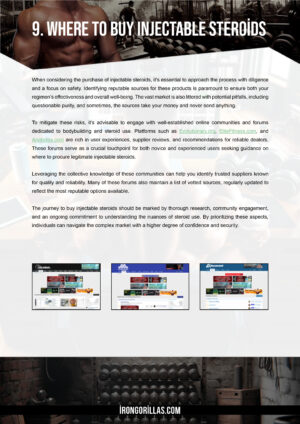 9. WHERE TO BUY INJECTABLE STEROİDS
When considering the purchase of injectable steroids, it's essential to approach the process with diligence
and a focus on safety. Identifying reputable sources for these products is paramount to ensure both your
regimen's effectiveness and overall well-being. The vast market is also littered with potential pitfalls, including
questionable purity, and sometimes, the sources take your money and never send anything.
To mitigate these risks, it's advisable to engage with well-established online communities and forums
dedicated to bodybuilding and steroid use. Platforms such as Evolutionary.org, EliteFitness.com, and
are rich in user experiences, supplier reviews, and recommendations for reliable dealers.
These forums serve as a crucial touchpoint for both novice and experienced users seeking guidance on
where to procure legitimate injectable steroids.
Leveraging the collective knowledge of these communities can help you identify trusted suppliers known
for quality and reliability. Many of these forums also maintain a list of vetted sources, regularly updated to
reflect the most reputable options available.
The journey to buy injectable steroids should be marked by thorough research, community engagement,
and an ongoing commitment to understanding the nuances of steroid use. By prioritizing these aspects,
individuals can navigate the complex market with a higher degree of confidence and security.
İRONGORILLAS.COM